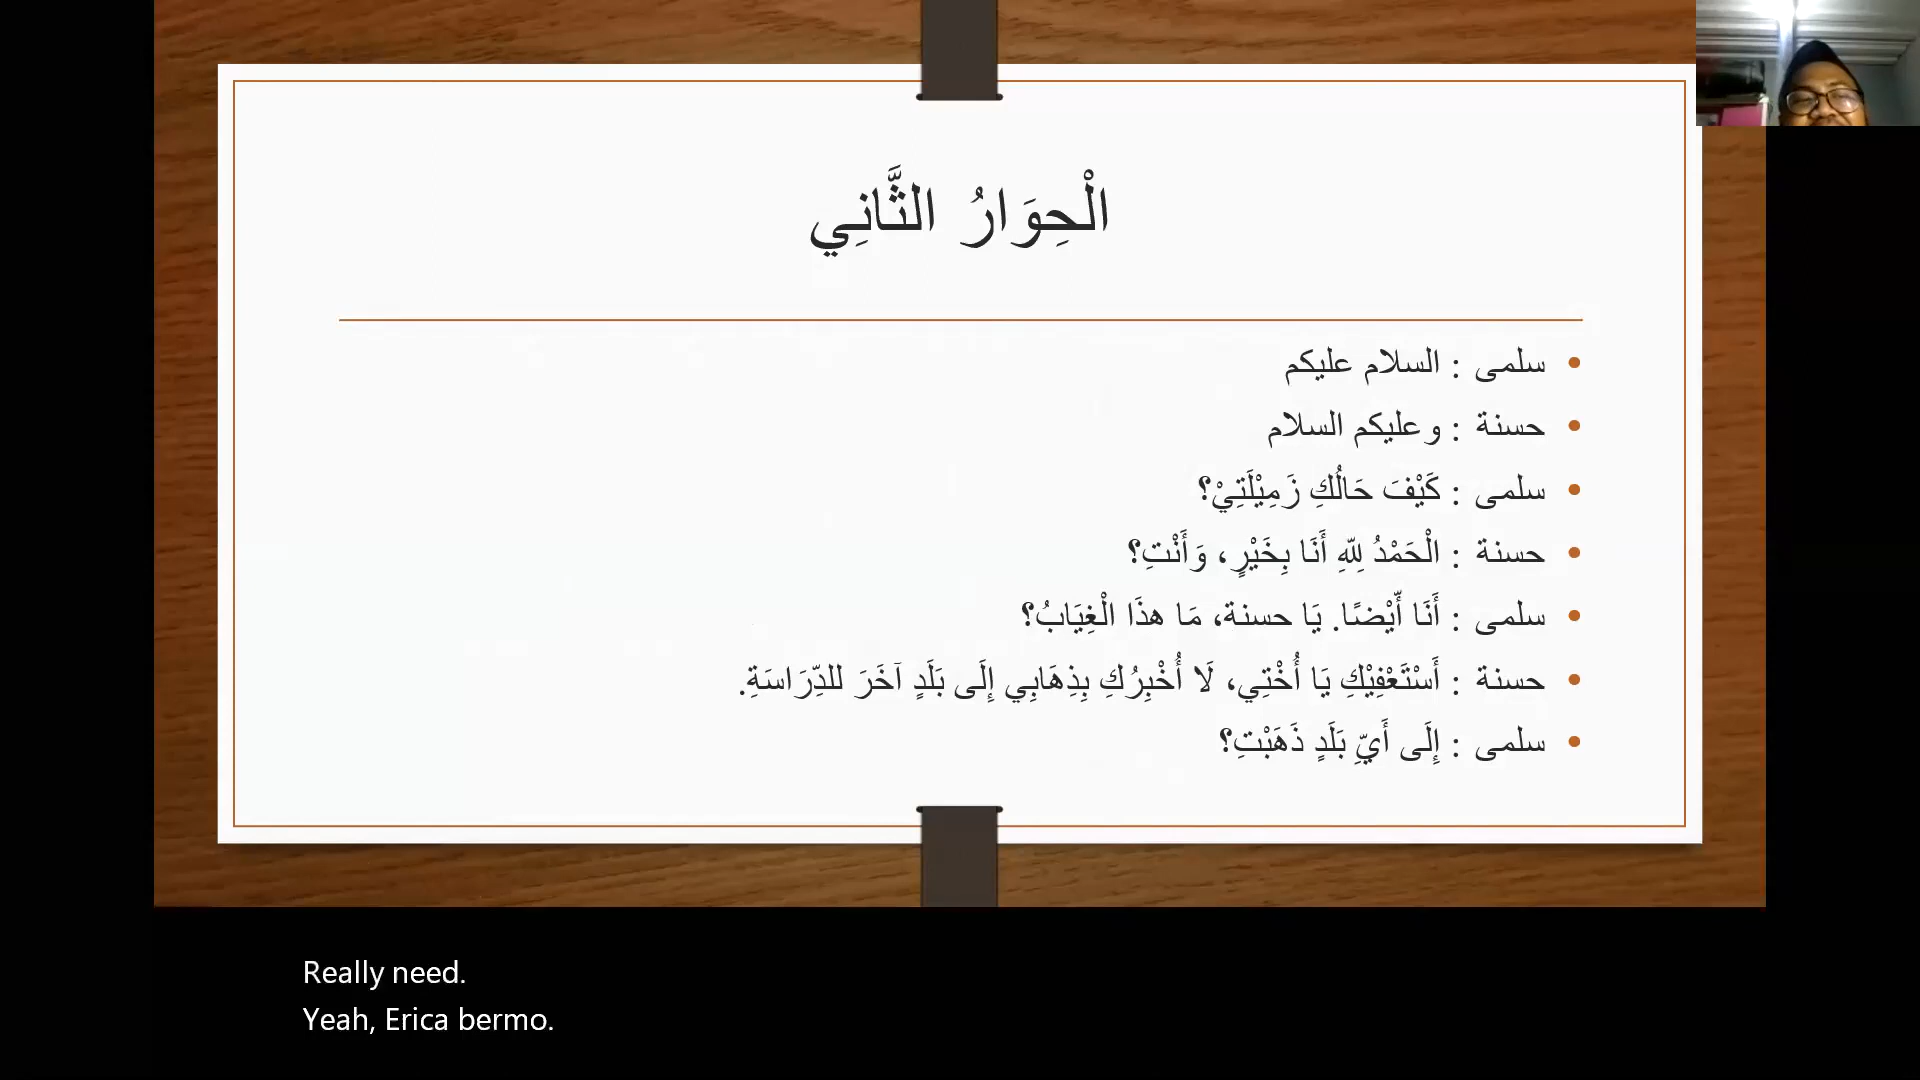 الْحِوَارُ الثَّانِي
• سلمى : السلام عليكم
• حسنة : وعليكم السلام
• سلمى : كَيْفَ حَالُكِ زَمِيْلَتِيْ؟
• حسنة : الْحَمْدُ لِلّٰهِ أَنَا بِخَيْرٍ، وَأَنْتِ؟
• سلمى : أَنَا أَيْضًا. يَا حسنة، مَا هذَا الْغِيَابُ؟
• حسنة : أَسْتَعْفِيْكِ يَا أُخْتِي، لَا أُخْبِرُكِ بِذِهَابِي إِلَى بَلَدٍ آخَرَ للدِّرَاسَةِ.
• سلمى : إِلَى أَيِّ بَلَدٍ ذَهَبْتِ؟
Really need.
Yeah, Erica bermo.